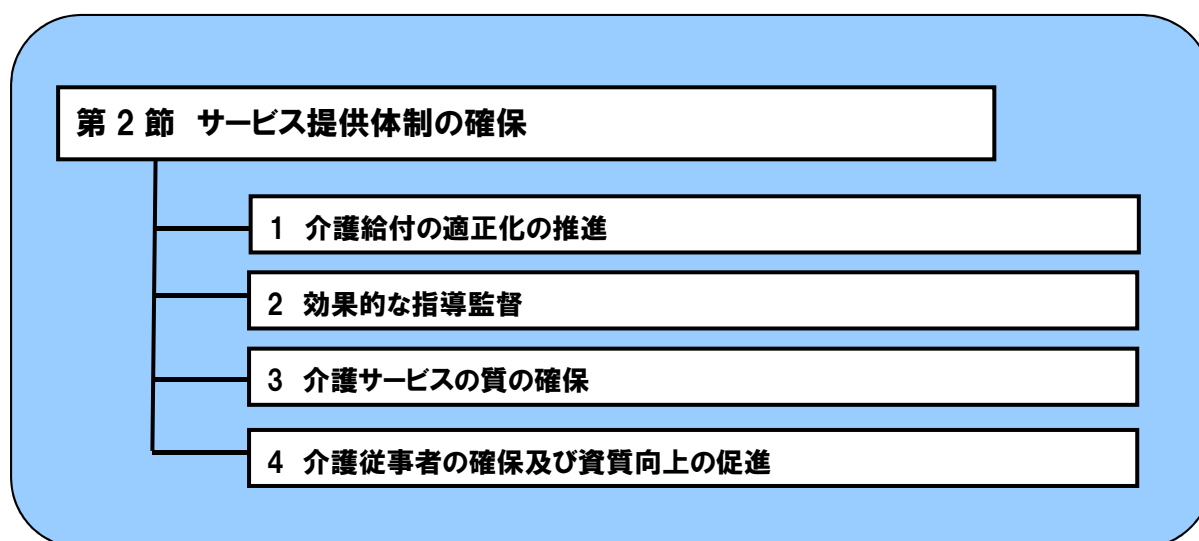 第2節 サービス提供体制の確保
1 介護給付の適正化の推進
2 効果的な指導監督
3 介護サービスの質の確保
4 介護従事者の確保及び資質向上の促進